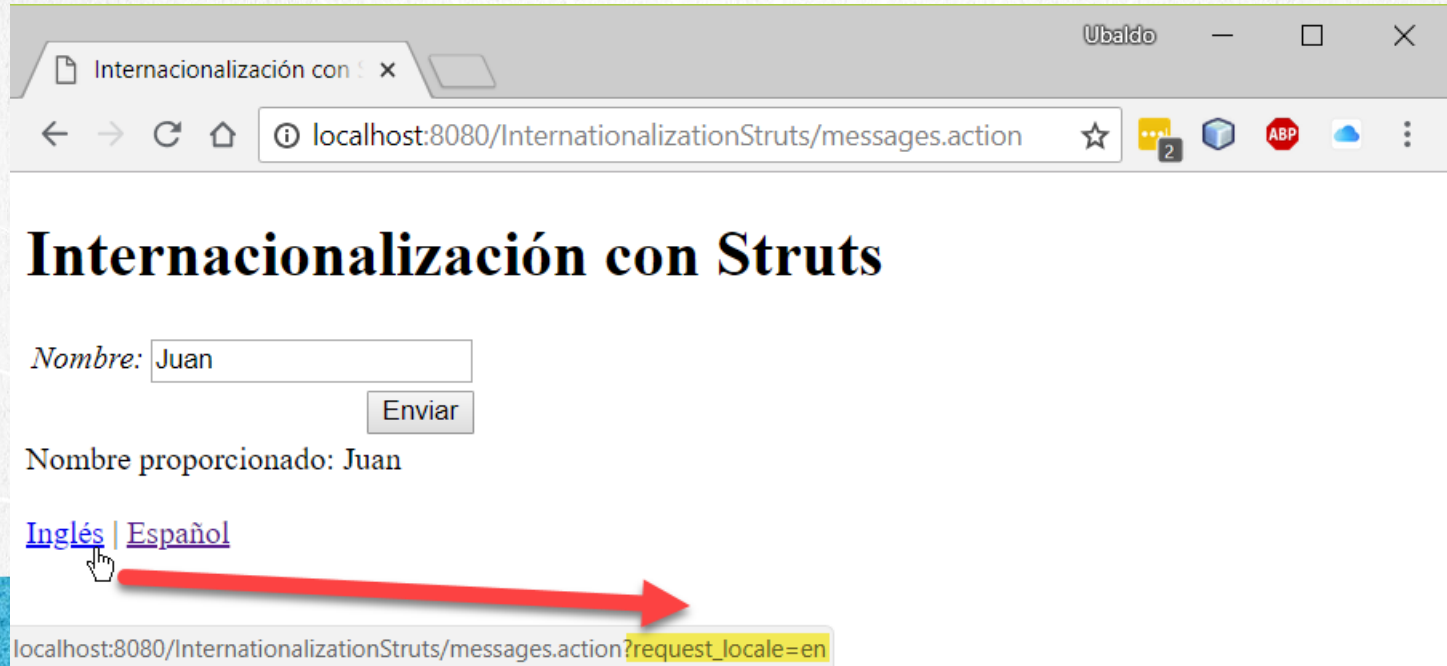 Ubaldo
Internacionalización con S
localhost:8080/InternationalizationStruts/messages.action
2
ABP
Internacionalización con Struts
Nombre: Juan
Enviar
Nombre proporcionado: Juan
Inglés | Español
localhost:8080/InternationalizationStruts/messages.action?request_locale=en